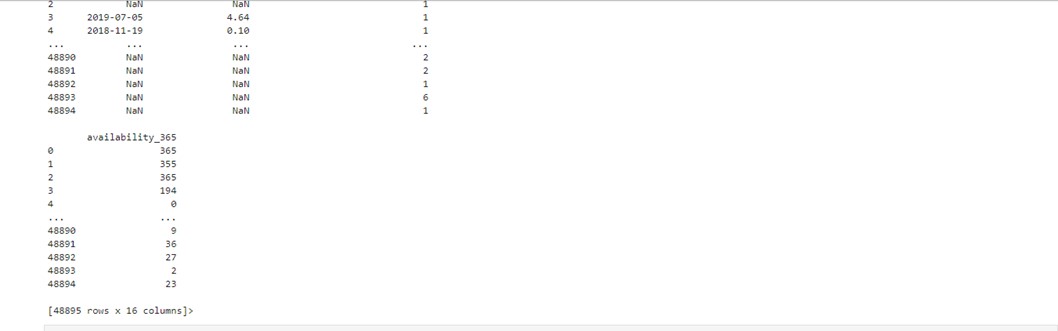 2 NaN NaN 1
3 2019-07-05 4.64 1
4 2018-11-19 0.10 1
... ... ... ...
48890 NaN NaN 2
48891 NaN NaN 2
48892 NaN NaN 1
48893 NaN NaN 6
48894 NaN NaN 1
availability_365
0 365
1 355
2 365
3 194
4 0
... ...
48890 9
48891 36
48892 27
48893 2
48894 23
[48895 rows x 16 columns]>